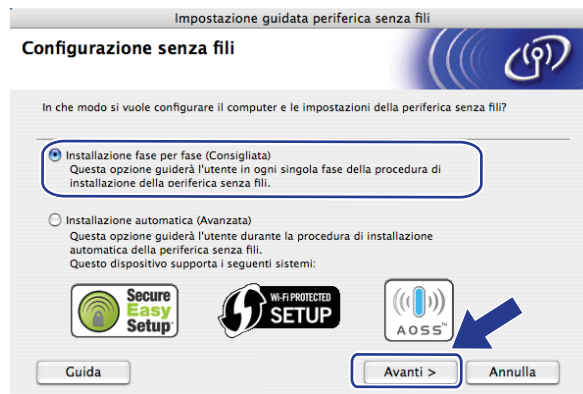 Impostazione guidata periferica senza fili
Configurazione senza fili
In che modo si vuole configurare il computer e le impostazioni della periferica senza fili?
Installazione fase per fase (Consigliata)
Questa opzione guiderà l'utente in ogni singola fase della procedura di
installazione della periferica senza fili.
Installazione automatica (Avanzata)
Questa opzione guiderà l'utente durante la procedura di installazione
automatica della periferica senza fili.
Questo dispositivo supporta i seguenti sistemi:
Secure
Easy
Setup™
WI-FI PROTECTED
SETUP
AOSS™
Guida
Avanti >
Annulla